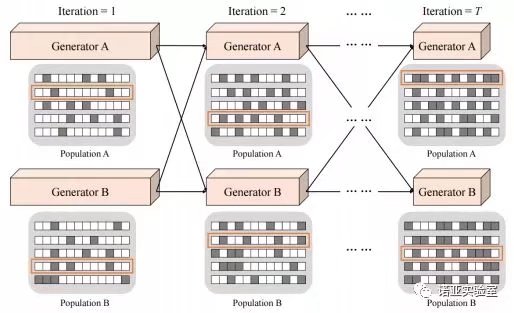 Iteration = 1 Iteration = 2 ... ... Iteration = T
Generator A Generator A ... ... Generator A
Population A Population A ... ... Population A
Generator B Generator B ... ... Generator B
Population B Population B ... ... Population B
诺亚实验室